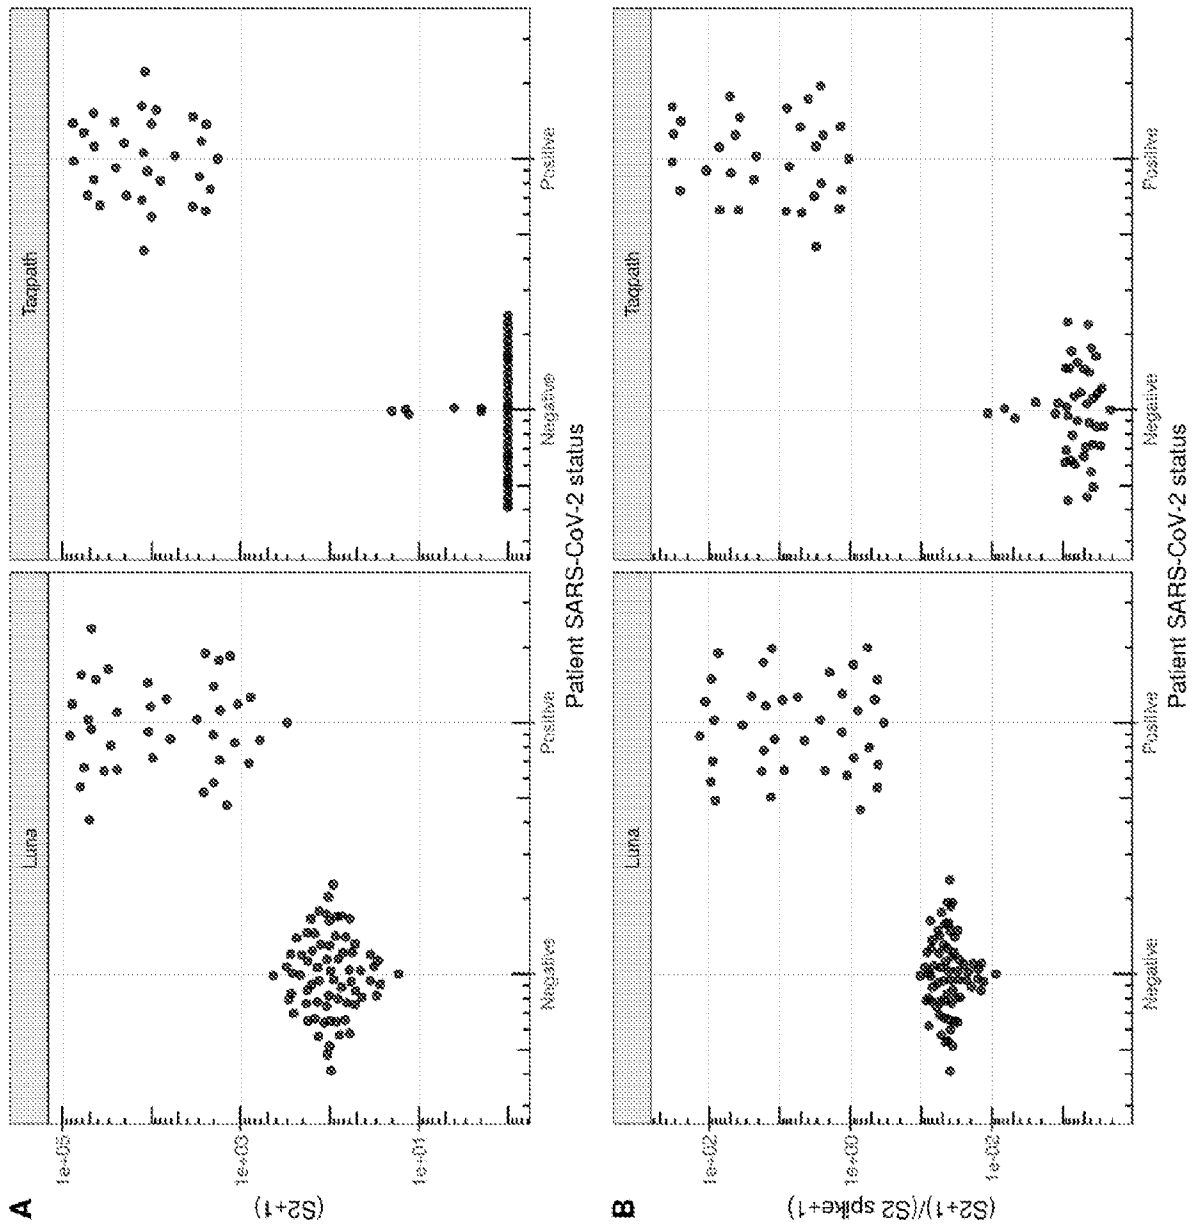 A
Luna
Taqpath
(S2+1)
1e+05
1e+03
1e+01
Negative
Positive
Negative
Positive
Patient SARS-CoV-2 status
B
Luna
Taqpath
(S2+1)/(S2 spike+1)
1e+02
1e+00
1e-02
Negative
Positive
Negative
Positive
Patient SARS-CoV-2 status